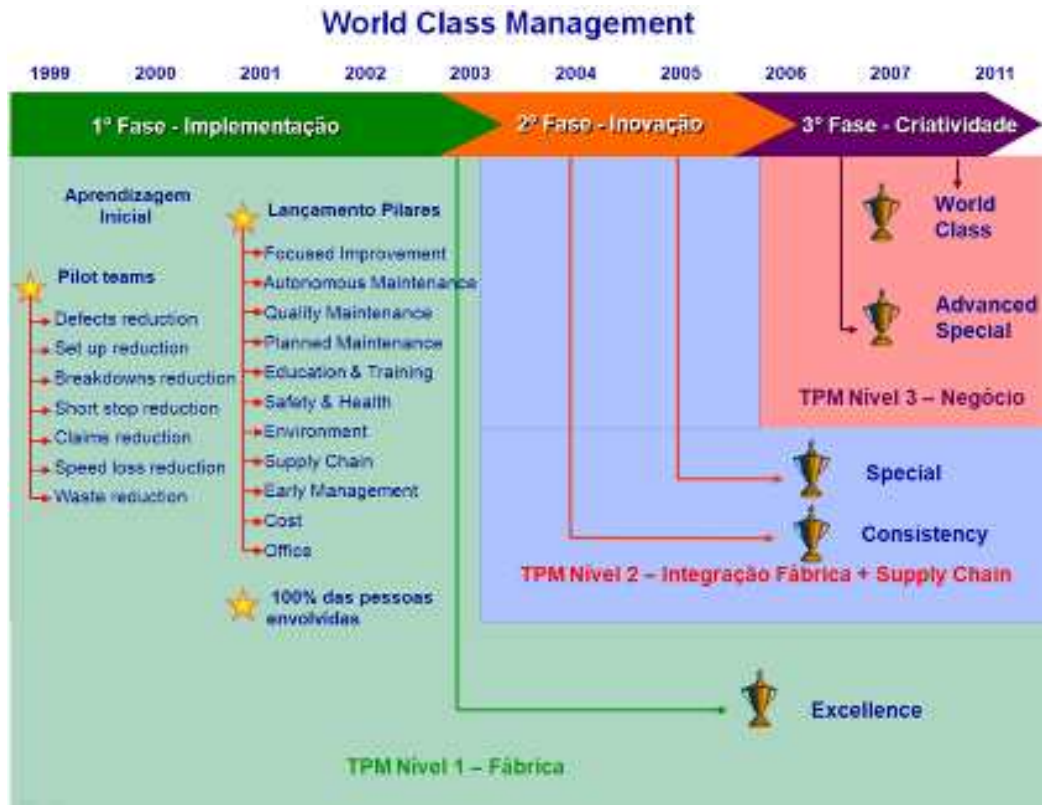 World Class Management
1999 2000 2001 2002 2003 2004 2005 2006 2007 2011
1º Fase - Implementação
2º Fase - Inovação
3º Fase - Criatividade
Aprendizagem
Inicial
Pilot teams
Defects reduction
Set up reduction
Breakdowns reduction
Short stop reduction
Claims reduction
Speed loss reduction
Waste reduction
Lançamento Pilares
Focused Improvement
Autonomous Maintenance
Quality Maintenance
Planned Maintenance
Education & Training
Safety & Health
Environment
Supply Chain
Early Management
Cost
Office
100% das pessoas
envolvidas
World
Class
Advanced
Special
TPM Nível 3 – Negócio
Special
Consistency
TPM Nível 2 – Integração Fábrica + Supply Chain
Excellence
TPM Nível 1 – Fábrica